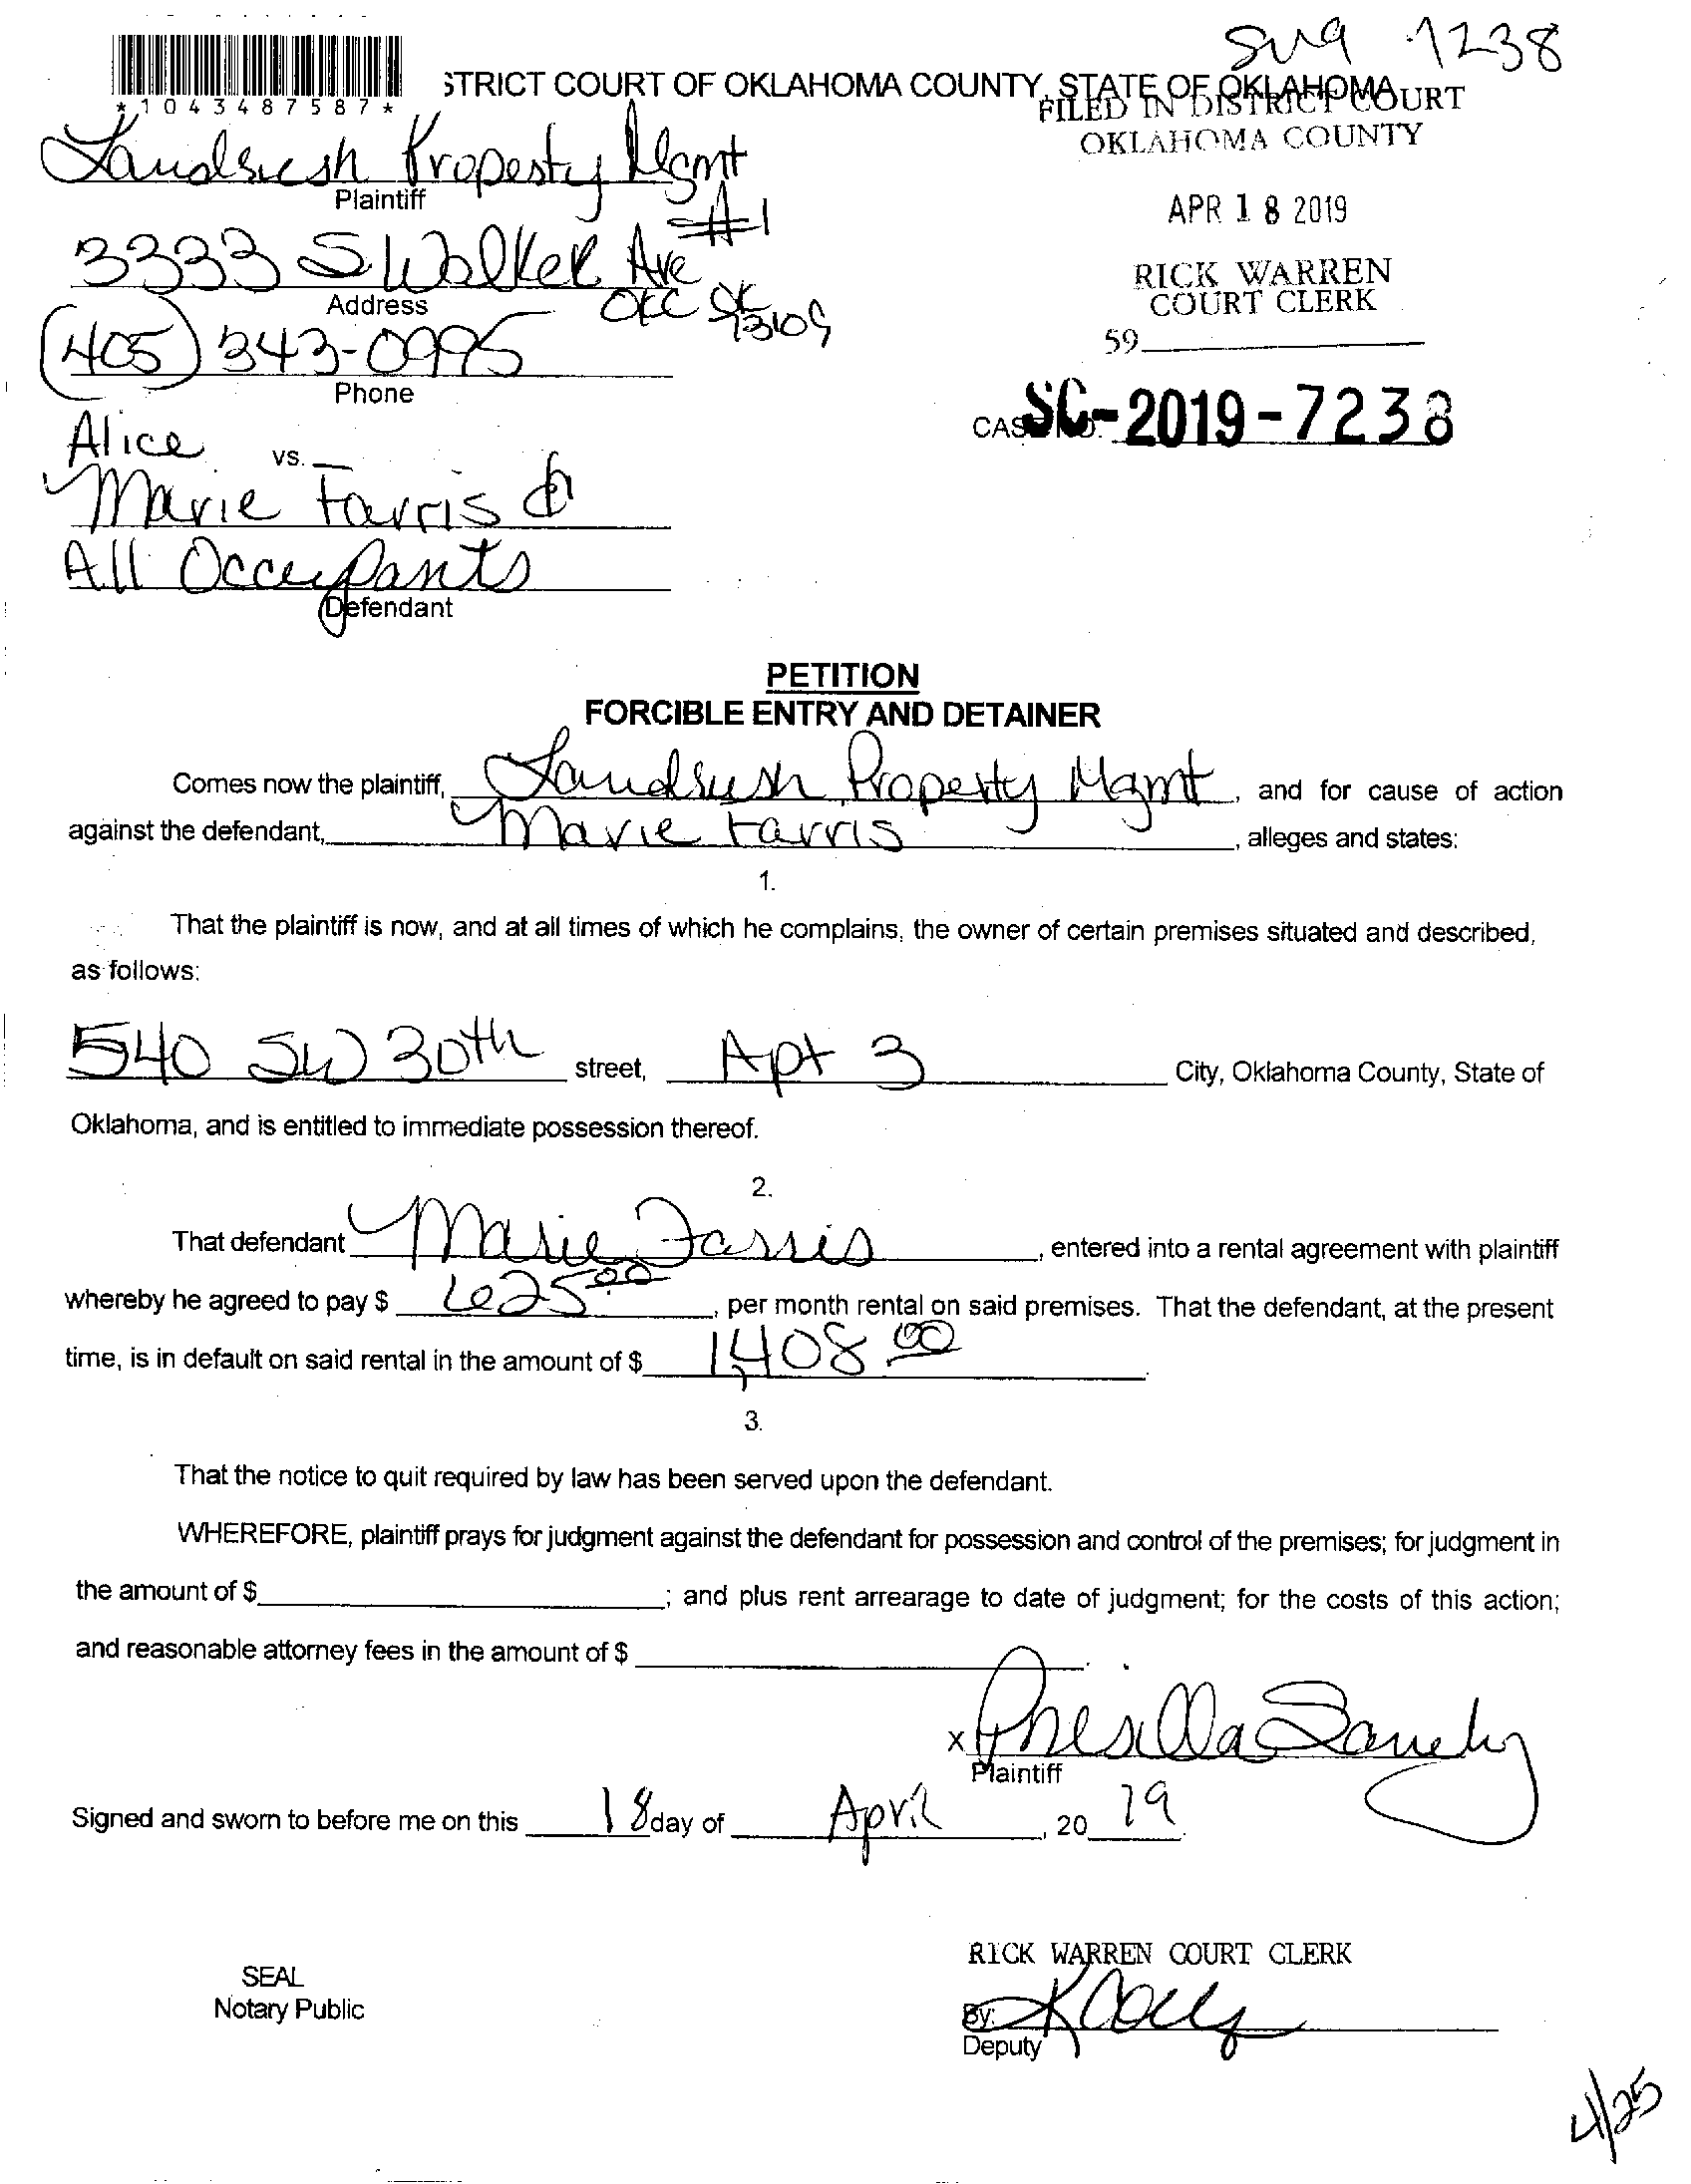 SV19 7238
STRICT COURT OF OKLAHOMA COUNTY, STATE OF OKLAHOMA
*1043487587*
FILED IN DISTRICT COURT
OKLAHOMA COUNTY
Landrush Property Mgmt
Plaintiff
APR 18 2019
#A1
3333 S Walker Ave
Address
OKC OK 73109
RICK WARREN
COURT CLERK
59
(405) 343-0995
Phone
CASE NO. SC-2019-7238
Alice
vs.
Marie Farris &
All Occupants
Defendant
PETITION
FORCIBLE ENTRY AND DETAINER
Comes now the plaintiff, Landrush Property Mgmt, and for cause of action
against the defendant, Marie Farris, alleges and states:
1.
That the plaintiff is now, and at all times of which he complains, the owner of certain premises situated and described,
as follows:
540 SW 30th street, Apt 3 City, Oklahoma County, State of
Oklahoma, and is entitled to immediate possession thereof.
2.
That defendant Marie Farris, entered into a rental agreement with plaintiff
whereby he agreed to pay $ 625.00, per month rental on said premises. That the defendant, at the present
time, is in default on said rental in the amount of $ 1,408.00.
3.
That the notice to quit required by law has been served upon the defendant.
WHEREFORE, plaintiff prays for judgment against the defendant for possession and control of the premises; for judgment in
the amount of $ ; and plus rent arrearage to date of judgment; for the costs of this action;
and reasonable attorney fees in the amount of $ .
x Presilla Sanchez
Plaintiff
Signed and sworn to before me on this 18 day of April, 20 19.
RICK WARREN COURT CLERK
SEAL
Notary Public
By:
Deputy
4/25